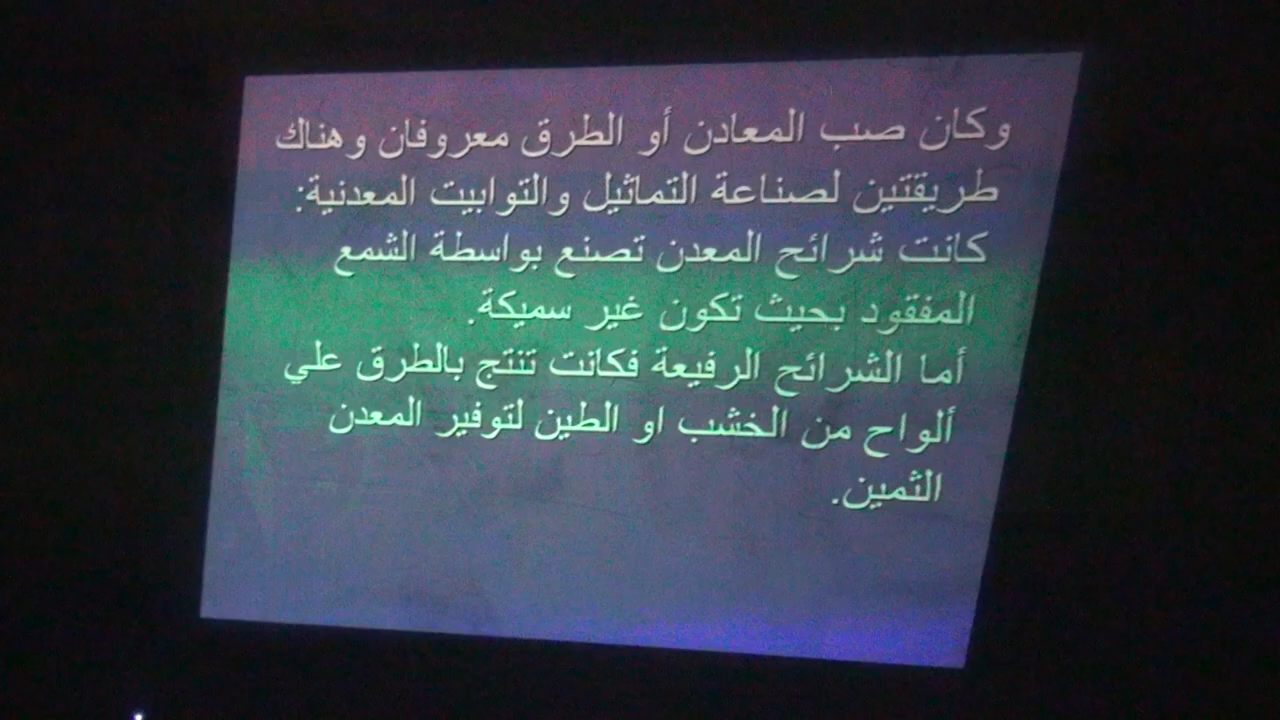 وكان صب المعادن أو الطرق معروفان وهناك
طريقتين لصناعة التماثيل والتوابيت المعدنية:
كانت شرائح المعدن تصنع بواسطة الشمع
المفقود بحيث تكون غير سميكة.
أما الشرائح الرفيعة فكانت تنتج بالطرق علي
ألواح من الخشب او الطين لتوفير المعدن
الثمين.